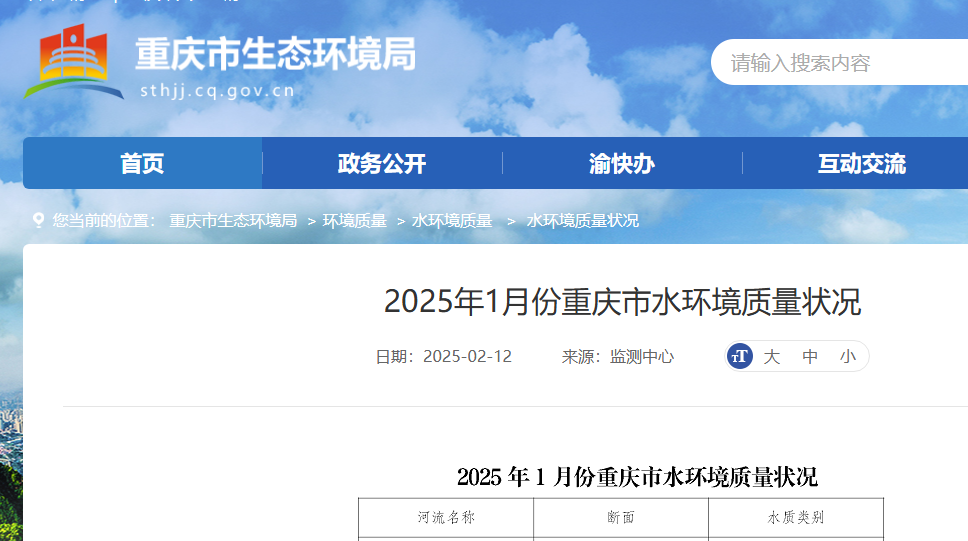 重庆市生态环境局
sthjj.cq.gov.cn
请输入搜索内容
首页 政务公开 渝快办 互动交流
您当前的位置： 重庆市生态环境局 > 环境质量 > 水环境质量 > 水环境质量状况
2025年1月份重庆市水环境质量状况
日期：2025-02-12 来源：监测中心 TT 大 中 小
2025 年 1 月份重庆市水环境质量状况
河流名称 断面 水质类别